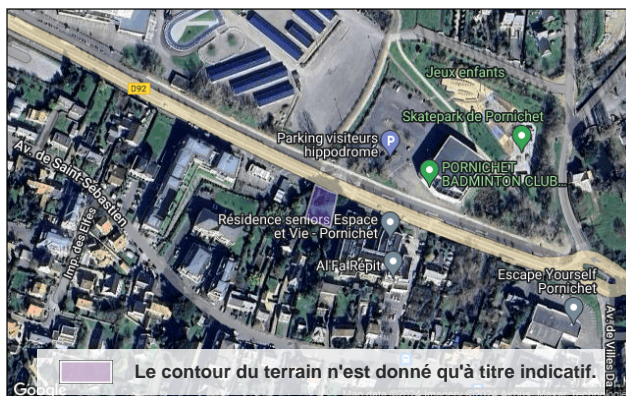 Jeux enfants
D92
Skatepark de Pornichet
Parking visiteurs
hippodrome
P
PORNICHET
BADMINTON CLUB...
Av. de Saint-Sébastien
Imp. des Elfes
Résidence seniors Espace
et Vie - Pornichet
Al'Fa Répit
Escape Yourself
Pornichet
Av. de Villes Da
Le contour du terrain n'est donné qu'à titre indicatif.
Google